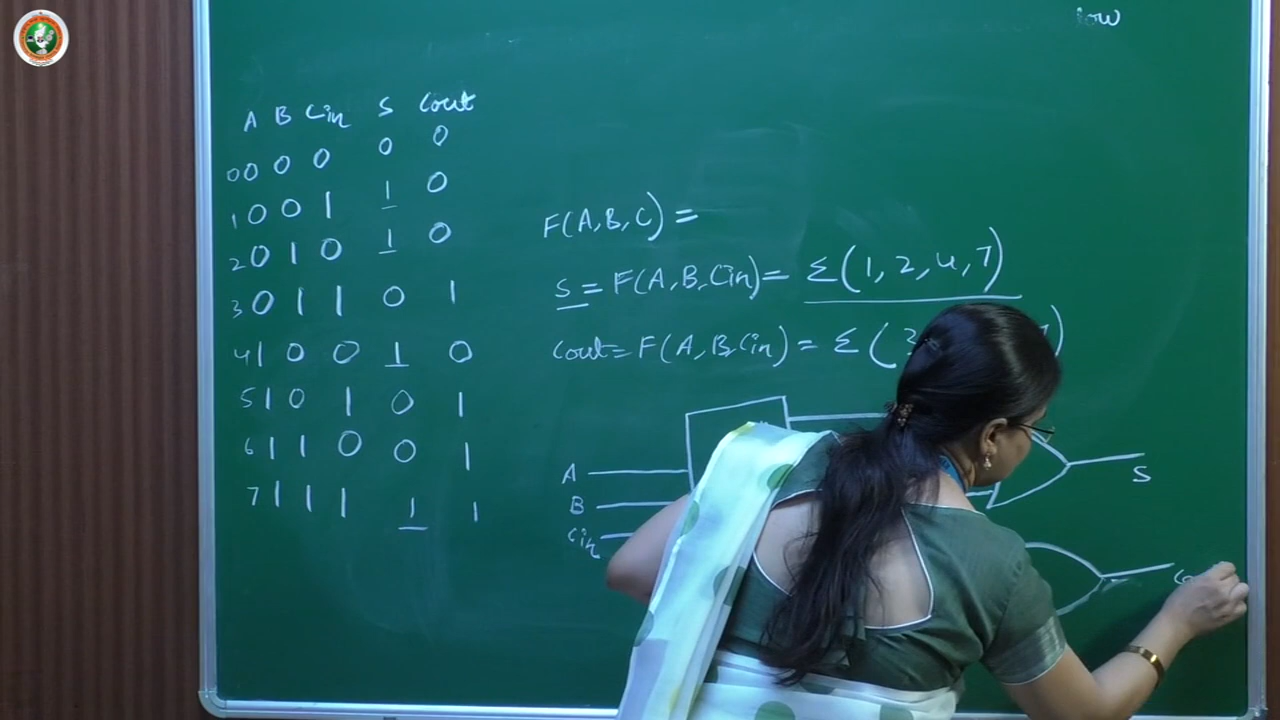 low
A B Cin S Cout
0 0 0 0 0 0
1 0 0 1 1 0
2 0 1 0 1 0
3 0 1 1 0 1
4 1 0 0 1 0
5 1 0 1 0 1
6 1 1 0 0 1
7 1 1 1 1 1
F(A,B,C) =
S = F(A,B,Cin) = Σ(1,2,4,7)
Cout = F(A,B,Cin) = Σ(3
A
B
Cin
S